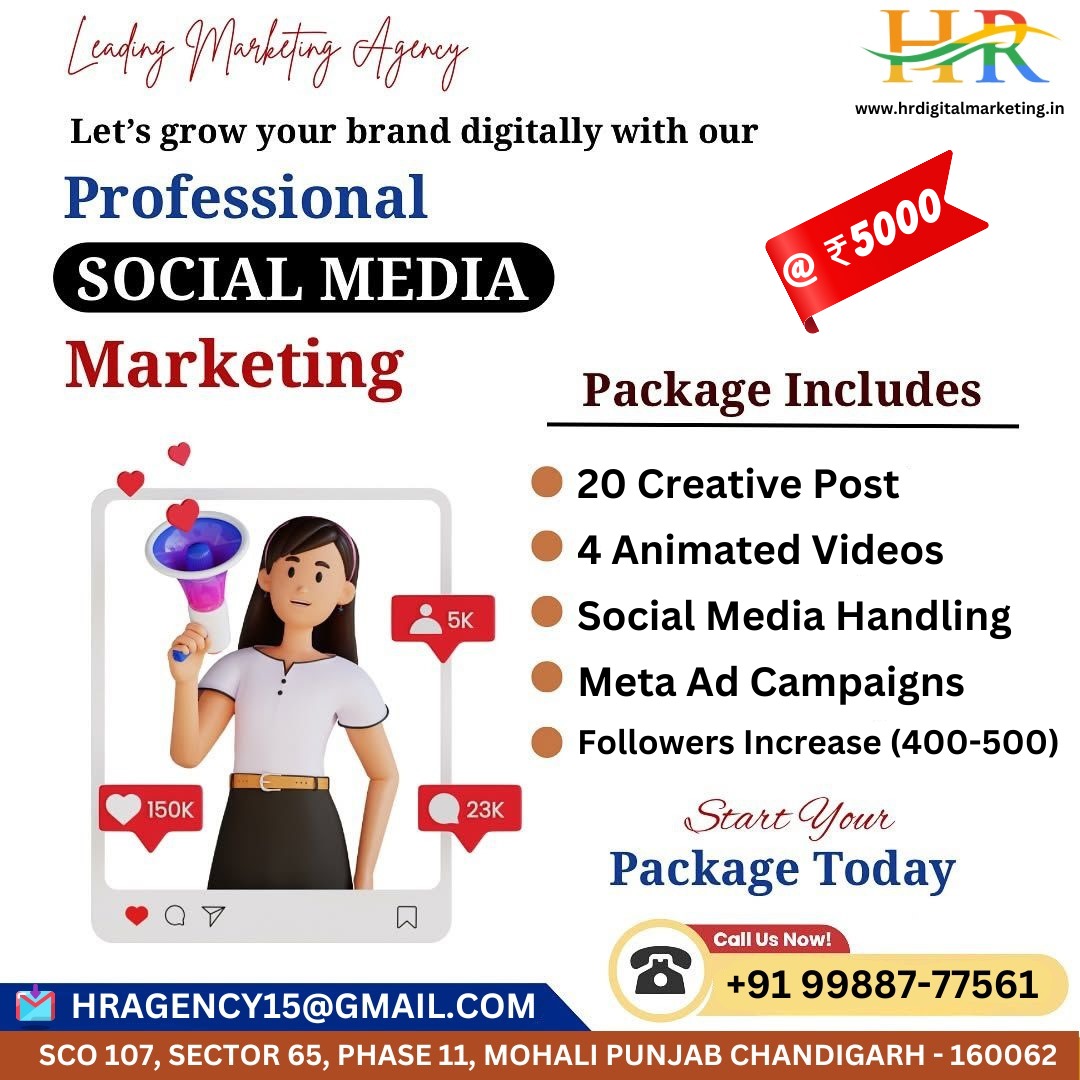 Leading Marketing Agency
HR
www.hrdigitalmarketing.in
Let's grow your brand digitally with our
Professional
SOCIAL MEDIA
Marketing
@ ₹5000
Package Includes
20 Creative Post
4 Animated Videos
Social Media Handling
Meta Ad Campaigns
Followers Increase (400-500)
5K
150K
23K
Start Your
Package Today
Call Us Now!
+91 99887-77561
HRAGENCY15@GMAIL.COM
SCO 107, SECTOR 65, PHASE 11, MOHALI PUNJAB CHANDIGARH - 160062